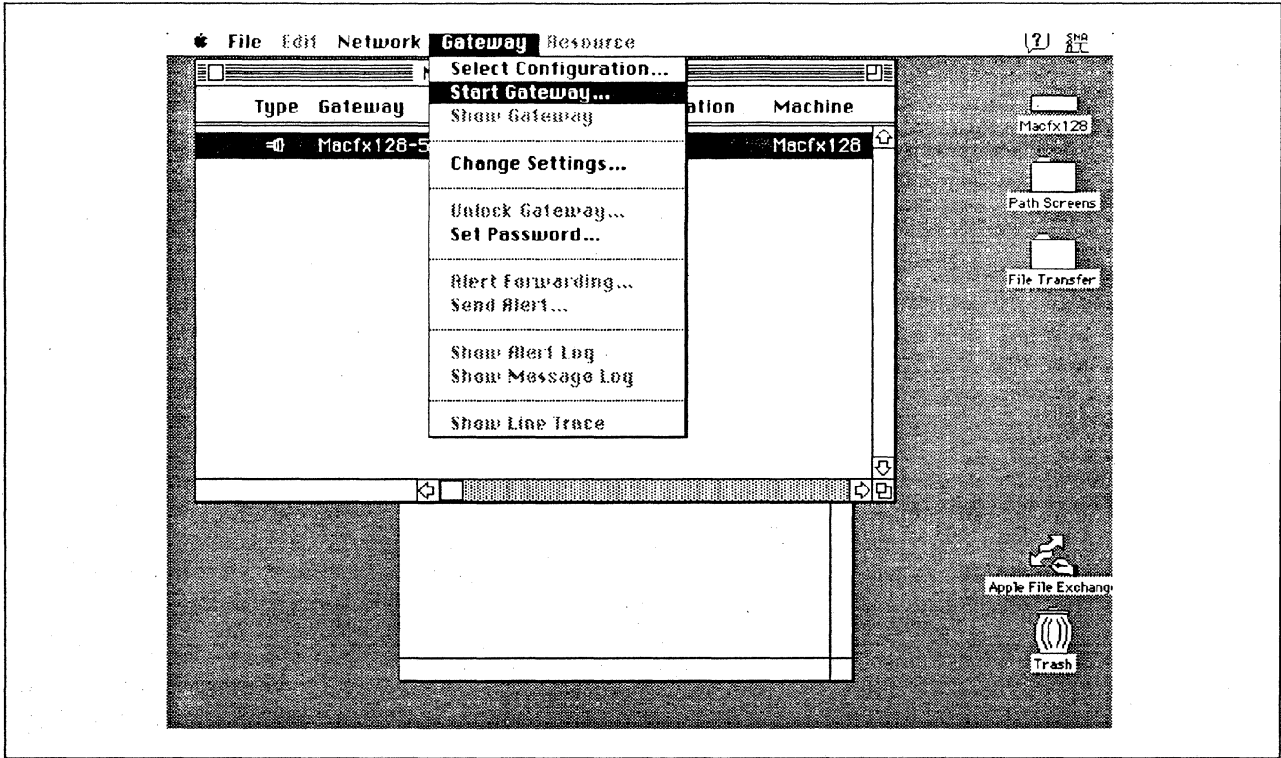 File Edit Network Gateway Resource
SNA
Select Configuration...
Start Gateway...
Show Gateway
Change Settings...
Unlock Gateway...
Set Password...
Alert Forwarding...
Send Alert...
Show Alert Log
Show Message Log
Show Line Trace
Type Gateway ation Machine
Macfx128-5 Macfx128
Macfx128
Path Screens
File Transfer
Apple File Exchang
Trash